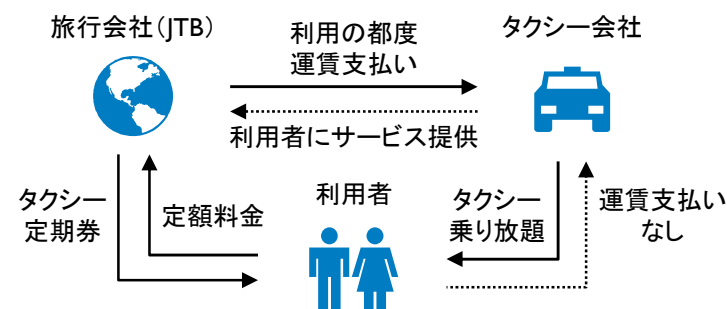 旅行会社（JTB）
利用の都度
運賃支払い
タクシー会社
利用者にサービス提供
タクシー
定期券
定額料金
利用者
タクシー
乗り放題
運賃支払い
なし